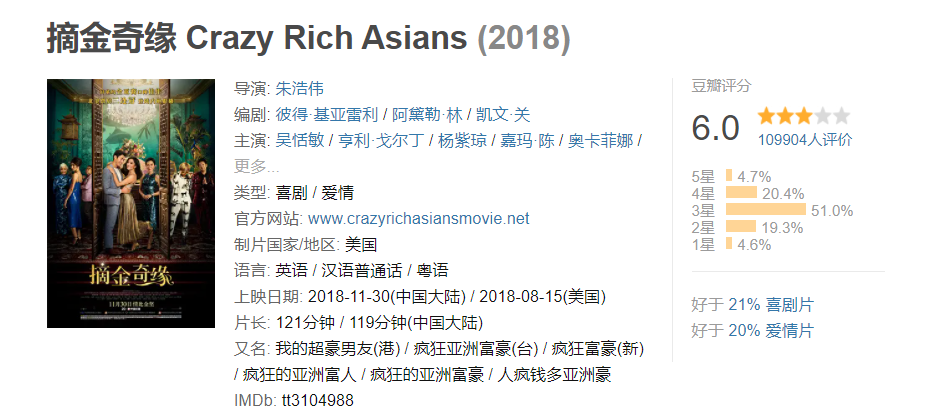 摘金奇缘 Crazy Rich Asians (2018)
导演: 朱浩伟
编剧: 彼得·基亚雷利 / 阿黛勒·林 / 凯文·关
主演: 吴恬敏 / 亨利·戈尔丁 / 杨紫琼 / 嘉玛·陈 / 奥卡菲娜 /
更多...
类型: 喜剧 / 爱情
官方网站: www.crazyrichasiansmovie.net
制片国家/地区: 美国
语言: 英语 / 汉语普通话 / 粤语
上映日期: 2018-11-30(中国大陆) / 2018-08-15(美国)
片长: 121分钟 / 119分钟(中国大陆)
又名: 我的超豪男友(港) / 疯狂亚洲富豪(台) / 疯狂富豪(新)
/ 疯狂的亚洲富人 / 疯狂的亚洲富豪 / 人疯钱多亚洲豪
IMDb: tt3104988
摘金奇缘
豆瓣评分
6.0
109904人评价
5星 4.7%
4星 20.4%
3星 51.0%
2星 19.3%
1星 4.6%
好于 21% 喜剧片
好于 20% 爱情片